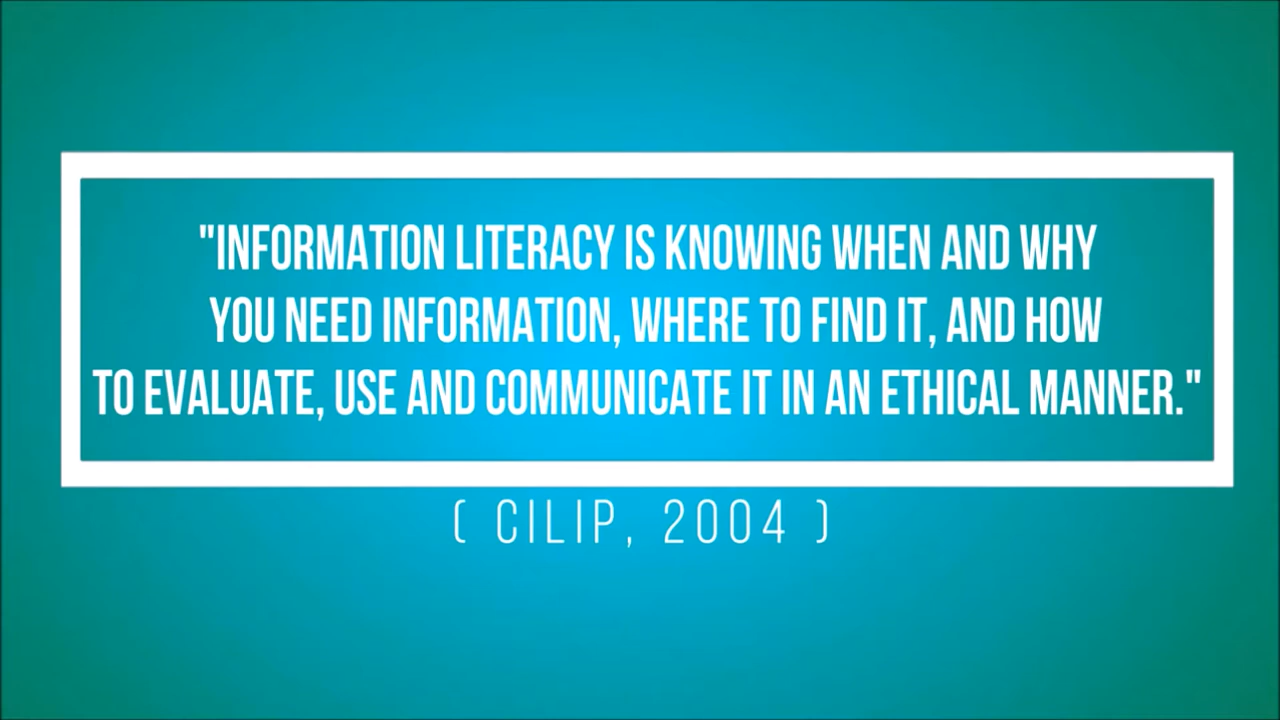 "INFORMATION LITERACY IS KNOWING WHEN AND WHY
YOU NEED INFORMATION, WHERE TO FIND IT, AND HOW
TO EVALUATE, USE AND COMMUNICATE IT IN AN ETHICAL MANNER."
( CILIP, 2004 )